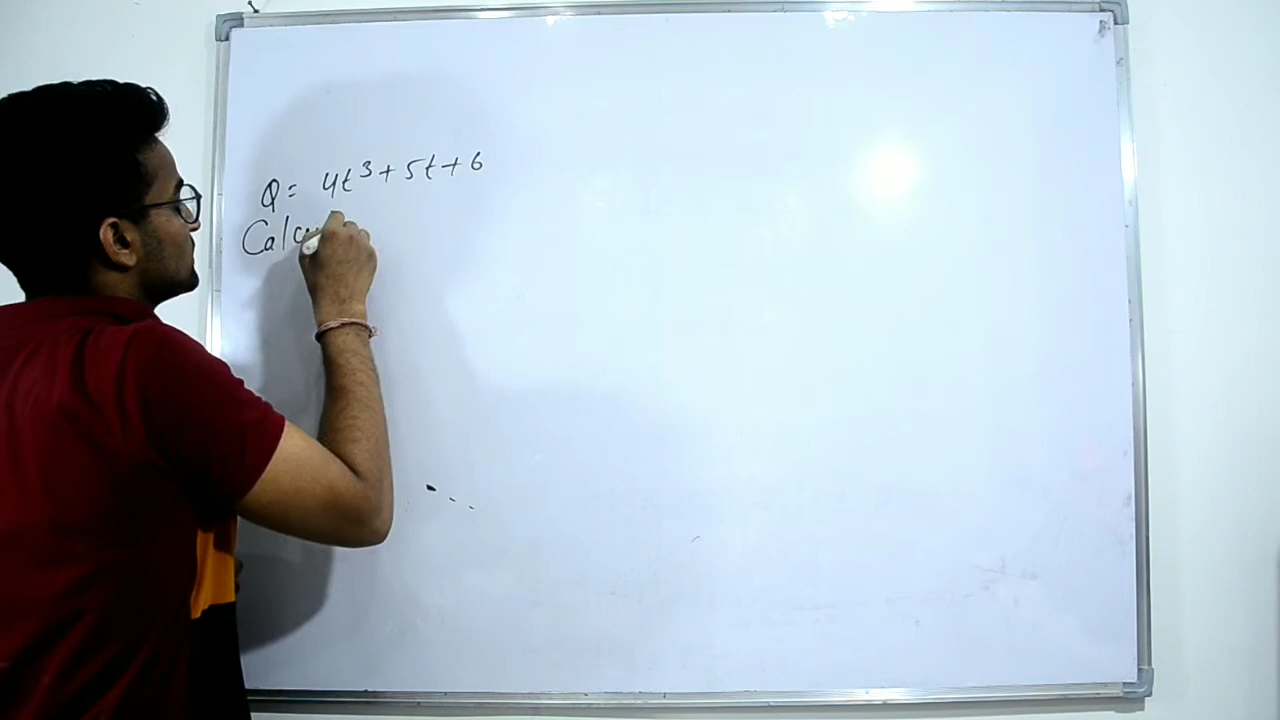 Q = 4t³ + 5t + 6
Calcu